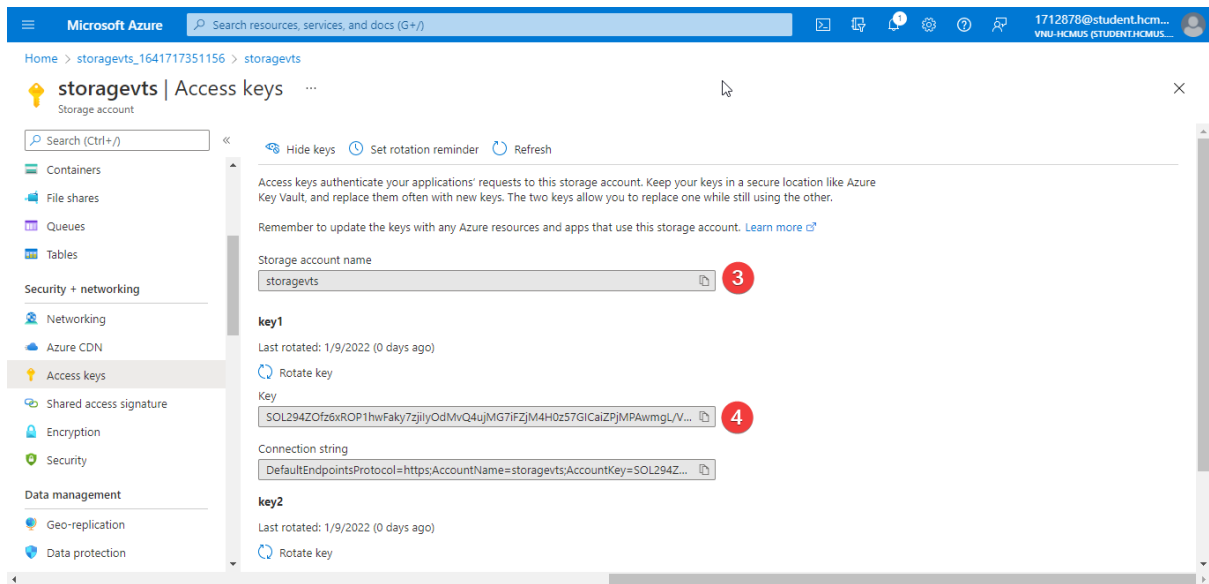 Microsoft Azure
Search resources, services, and docs (G+/)
1
1712878@student.hcm...
VNU-HCMUS (STUDENT.HCMUS....
Home > storagevts_1641717351156 > storagevts
storagevts | Access keys ...
Storage account
Search (Ctrl+/)
«
Containers
File shares
Queues
Tables
Security + networking
Networking
Azure CDN
Access keys
Shared access signature
Encryption
Security
Data management
Geo-replication
Data protection
Hide keys
Set rotation reminder
Refresh
Access keys authenticate your applications' requests to this storage account. Keep your keys in a secure location like Azure
Key Vault, and replace them often with new keys. The two keys allow you to replace one while still using the other.
Remember to update the keys with any Azure resources and apps that use this storage account. Learn more
Storage account name
storagevts
3
key1
Last rotated: 1/9/2022 (0 days ago)
Rotate key
Key
4
Connection string
DefaultEndpointsProtocol=https;AccountName=storagevts;AccountKey=SOL294Z...
key2
Last rotated: 1/9/2022 (0 days ago)
Rotate key